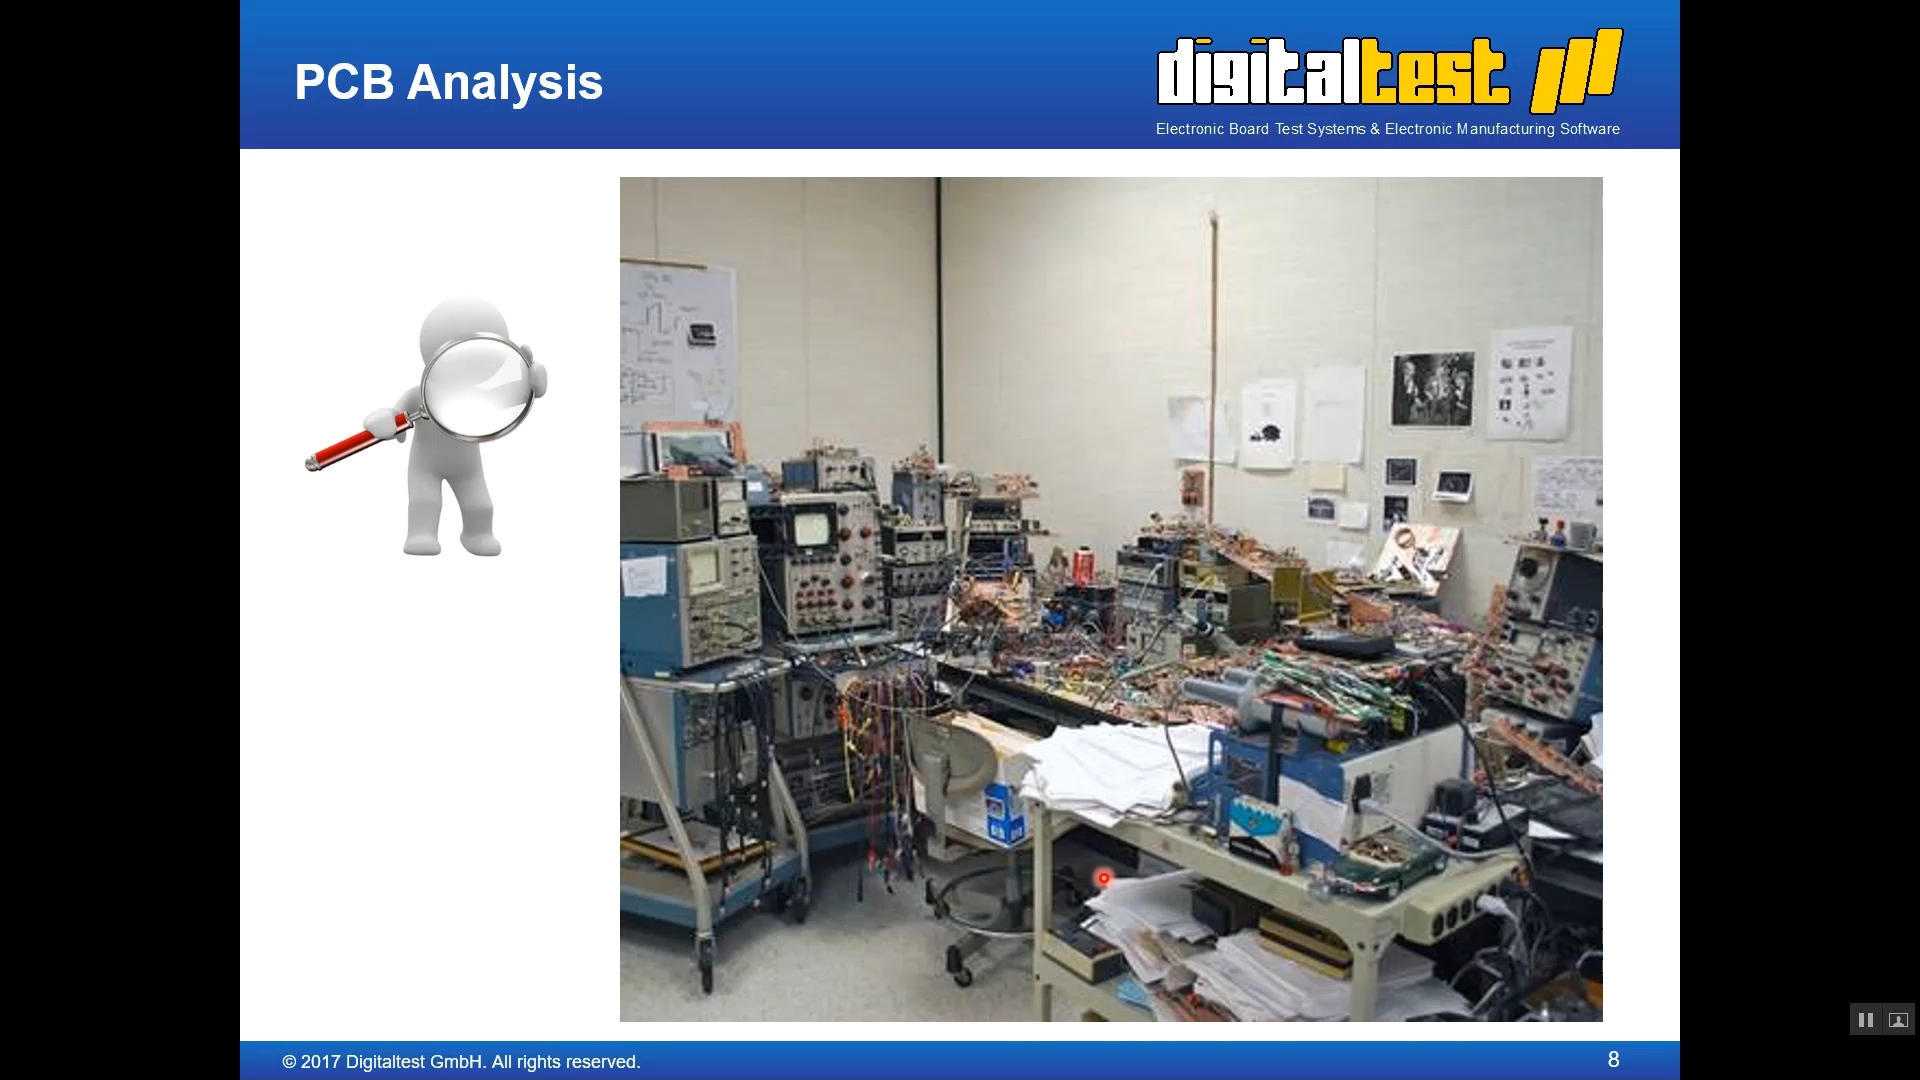 PCB Analysis
digitaltest
Electronic Board Test Systems & Electronic Manufacturing Software
© 2017 Digitaltest GmbH. All rights reserved.
8